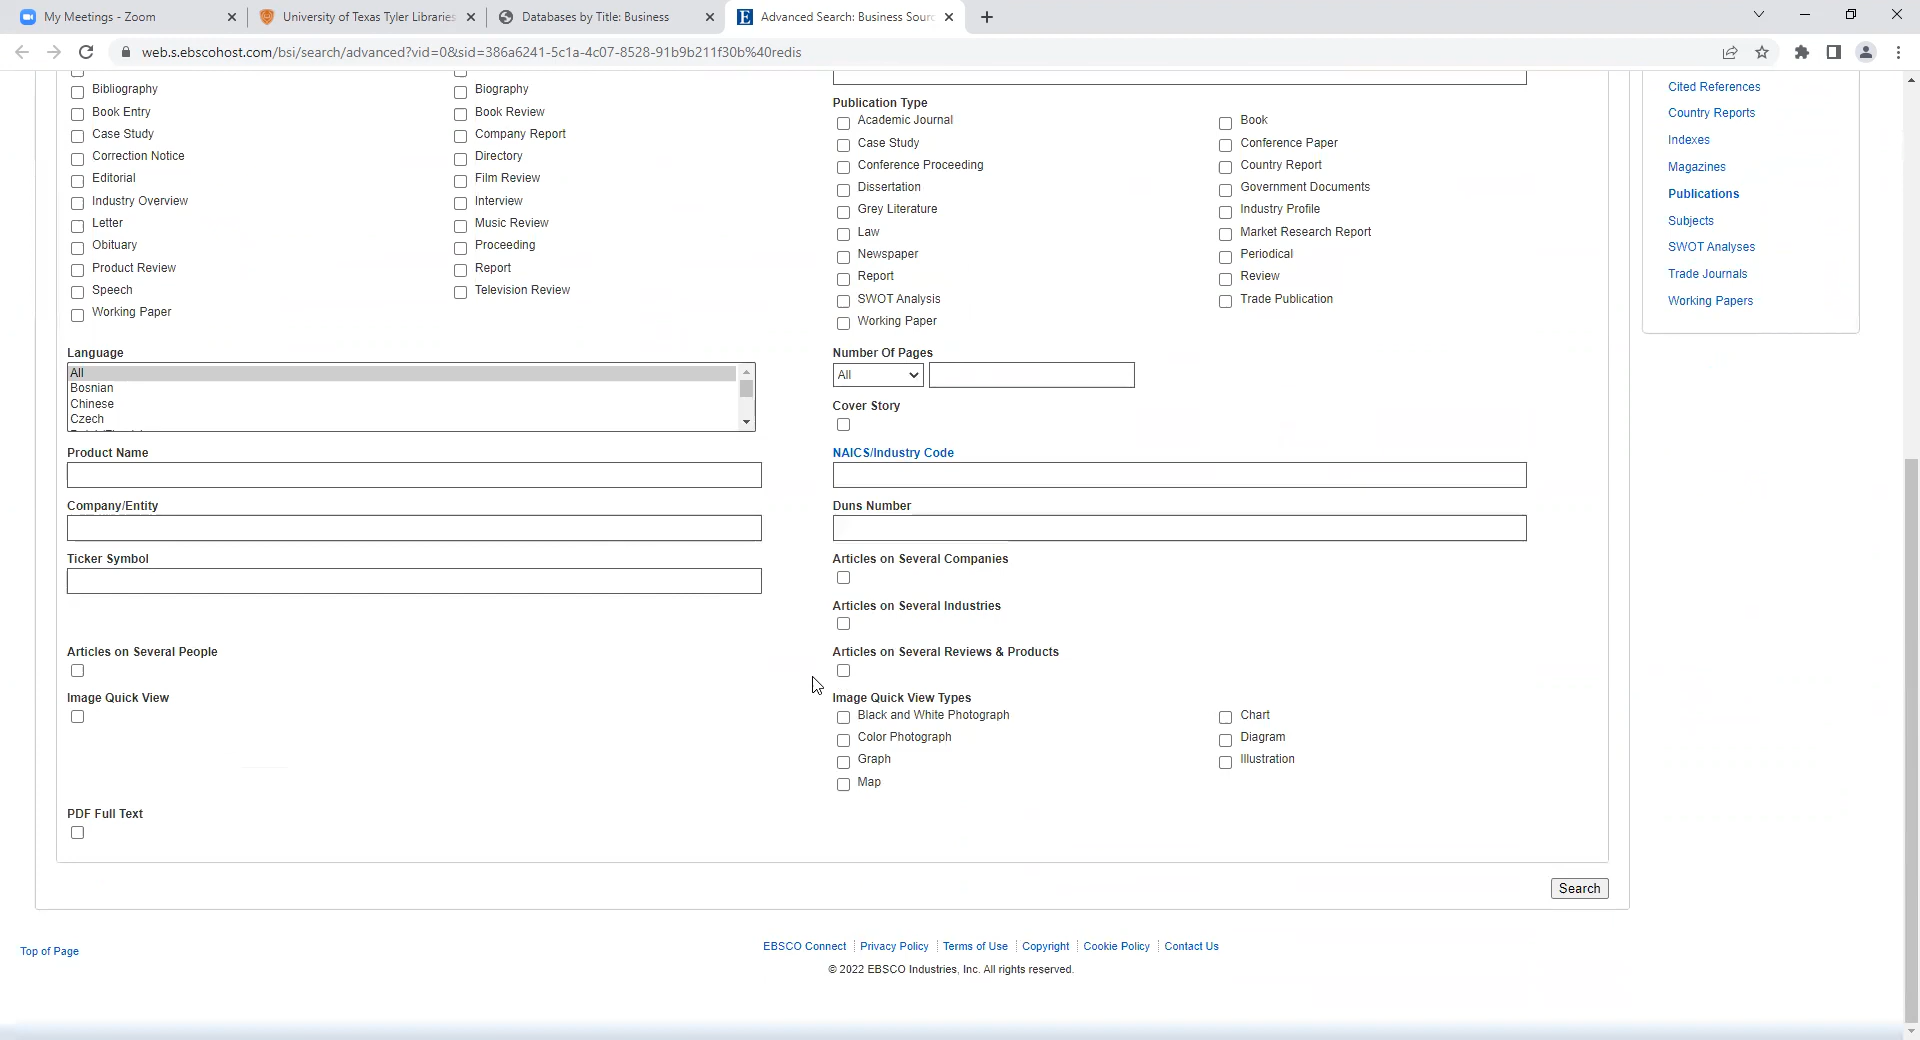 My Meetings - Zoom
University of Texas Tyler Libraries
Databases by Title: Business
Advanced Search: Business Sourc
web.s.ebscohost.com/bsi/search/advanced?vid=0&sid=386a6241-5c1a-4c07-8528-91b9b211f30b%40redis
Bibliography
Biography
Book Entry
Book Review
Case Study
Company Report
Correction Notice
Directory
Editorial
Film Review
Industry Overview
Interview
Letter
Music Review
Obituary
Proceeding
Product Review
Report
Speech
Television Review
Working Paper
Publication Type
Academic Journal
Book
Case Study
Conference Paper
Conference Proceeding
Country Report
Dissertation
Government Documents
Grey Literature
Industry Profile
Law
Market Research Report
Newspaper
Periodical
Report
Review
SWOT Analysis
Trade Publication
Working Paper
Cited References
Country Reports
Indexes
Magazines
Publications
Subjects
SWOT Analyses
Trade Journals
Working Papers
Language
All
Bosnian
Chinese
Czech
Number Of Pages
All
Cover Story
Product Name
NAICS/Industry Code
Company/Entity
Duns Number
Ticker Symbol
Articles on Several Companies
Articles on Several Industries
Articles on Several People
Articles on Several Reviews & Products
Image Quick View
Image Quick View Types
Black and White Photograph
Chart
Color Photograph
Diagram
Graph
Illustration
Map
PDF Full Text
Search
Top of Page
EBSCO Connect
Privacy Policy
Terms of Use
Copyright
Cookie Policy
Contact Us
© 2022 EBSCO Industries, Inc. All rights reserved.